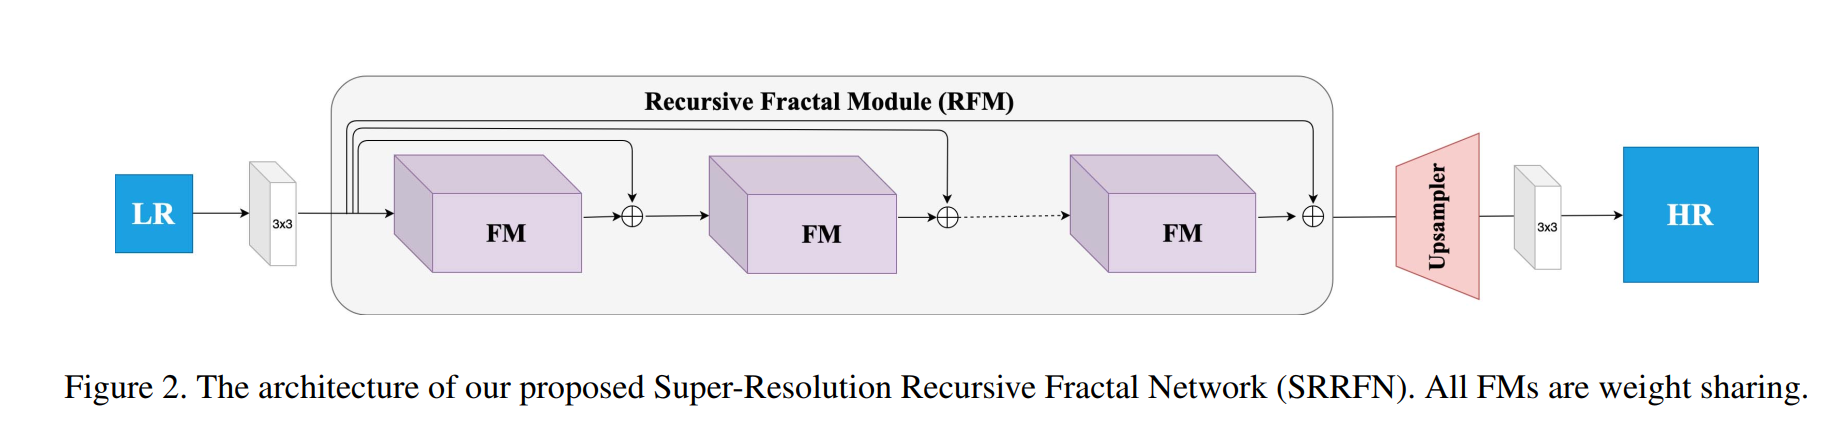 Recursive Fractal Module (RFM)
LR
3x3
FM
FM
FM
Upsampler
3x3
HR
Figure 2. The architecture of our proposed Super-Resolution Recursive Fractal Network (SRRFN). All FMs are weight sharing.